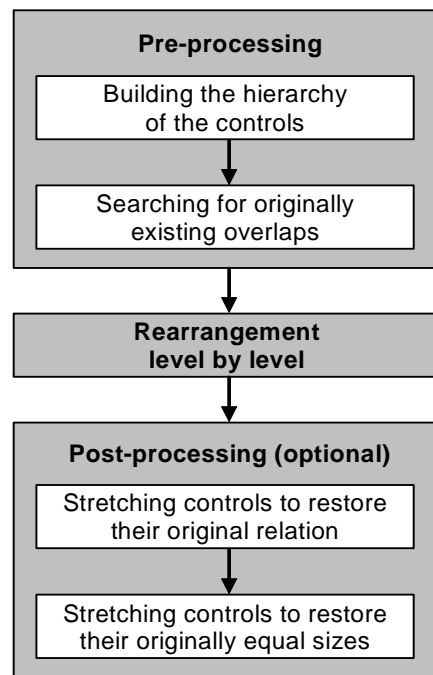 Pre-processing
Building the hierarchy
of the controls
Searching for originally
existing overlaps
Rearrangement
level by level
Post-processing (optional)
Stretching controls to restore
their original relation
Stretching controls to restore
their originally equal sizes